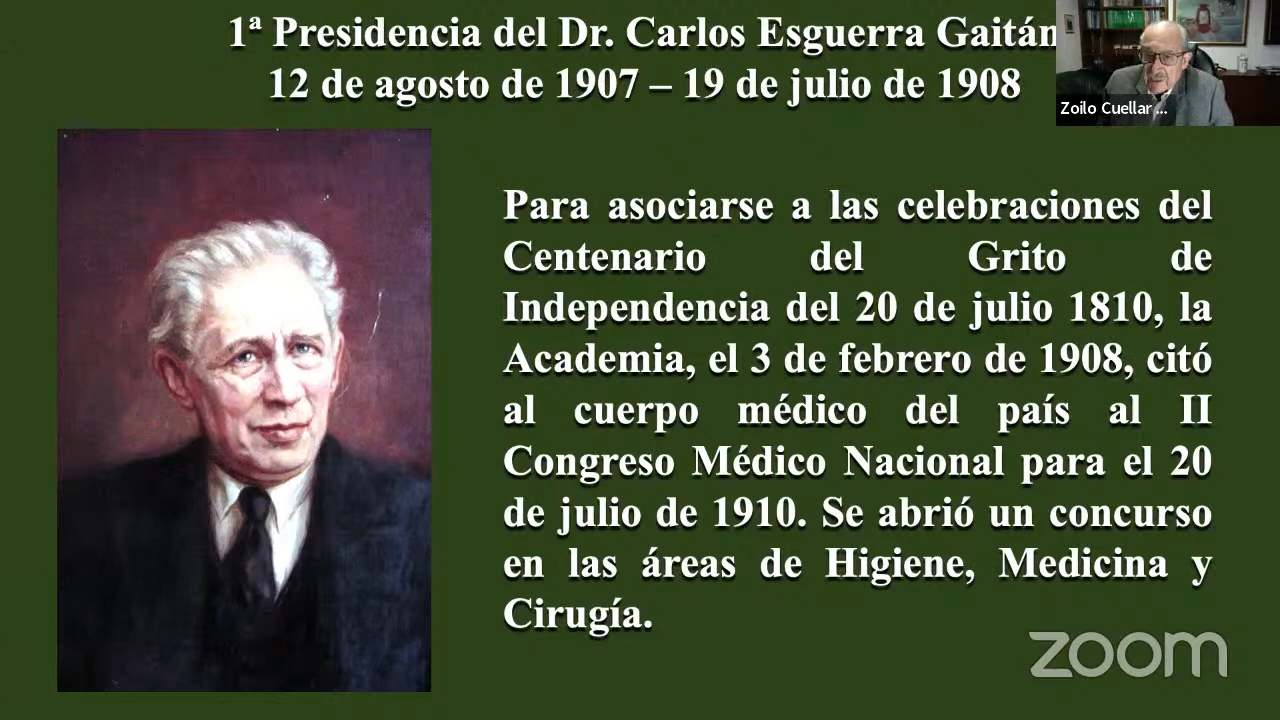 1ª Presidencia del Dr. Carlos Esguerra Gaitán
12 de agosto de 1907 – 19 de julio de 1908
Zoilo Cuellar ...
Para asociarse a las celebraciones del
Centenario del Grito de
Independencia del 20 de julio 1810, la
Academia, el 3 de febrero de 1908, citó
al cuerpo médico del país al II
Congreso Médico Nacional para el 20
de julio de 1910. Se abrió un concurso
en las áreas de Higiene, Medicina y
Cirugía.
zoom